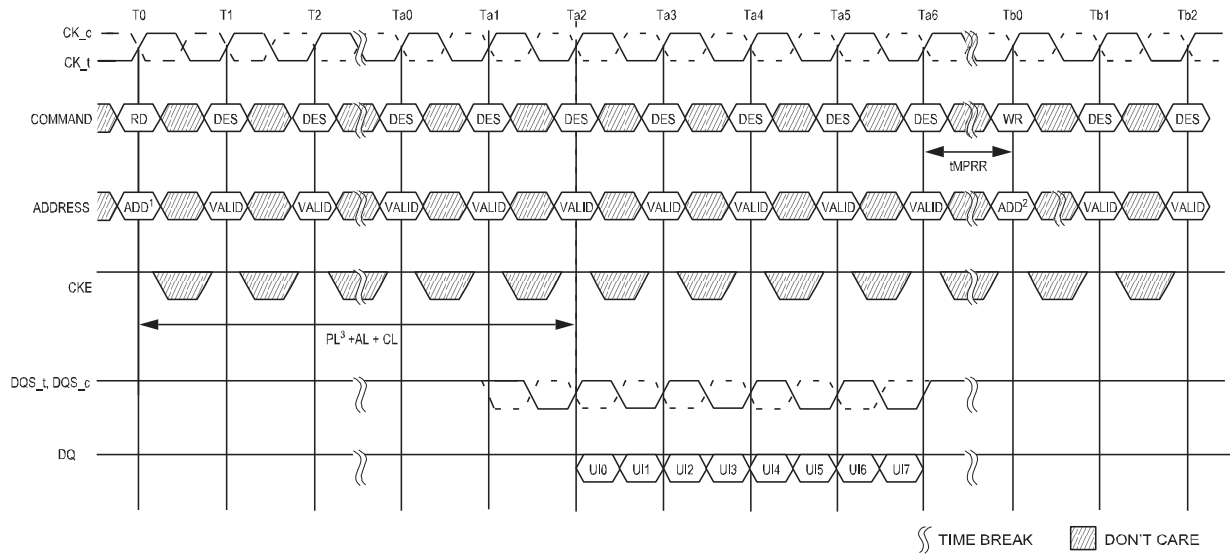 T0 T1 T2 Ta0 Ta1 Ta2 Ta3 Ta4 Ta5 Ta6 Tb0 Tb1 Tb2
CK_c
CK_t
COMMAND RD DES DES DES DES DES DES DES DES DES WR DES DES
tMPRR
ADDRESS ADD¹ VALID VALID VALID VALID VALID VALID VALID VALID VALID ADD² VALID VALID
CKE
PL³ +AL + CL
DQS_t, DQS_c
DQ UI0 UI1 UI2 UI3 UI4 UI5 UI6 UI7
TIME BREAK DON'T CARE